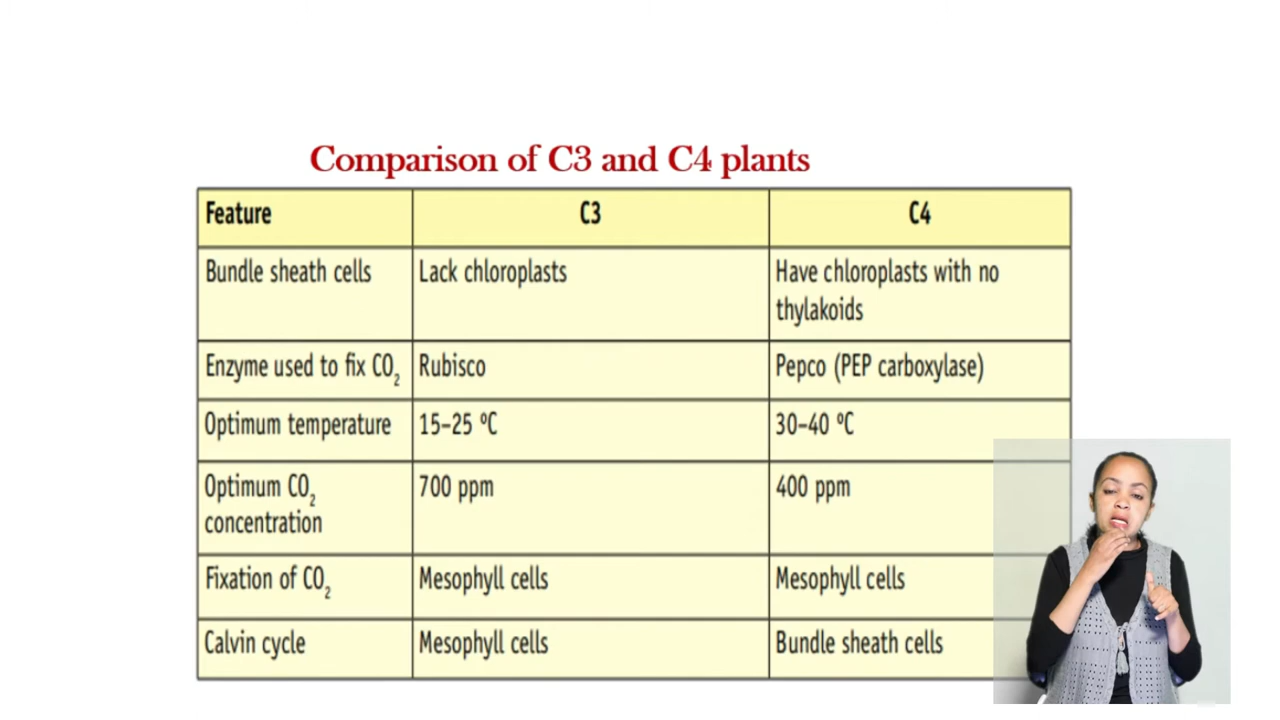 Comparison of C3 and C4 plants
Feature C3 C4
Bundle sheath cells Lack chloroplasts Have chloroplasts with no
thylakoids
Enzyme used to fix CO₂ Rubisco Pepco (PEP carboxylase)
Optimum temperature 15–25 ºC 30–40 ºC
Optimum CO₂ 700 ppm 400 ppm
concentration
Fixation of CO₂ Mesophyll cells Mesophyll cells
Calvin cycle Mesophyll cells Bundle sheath cells